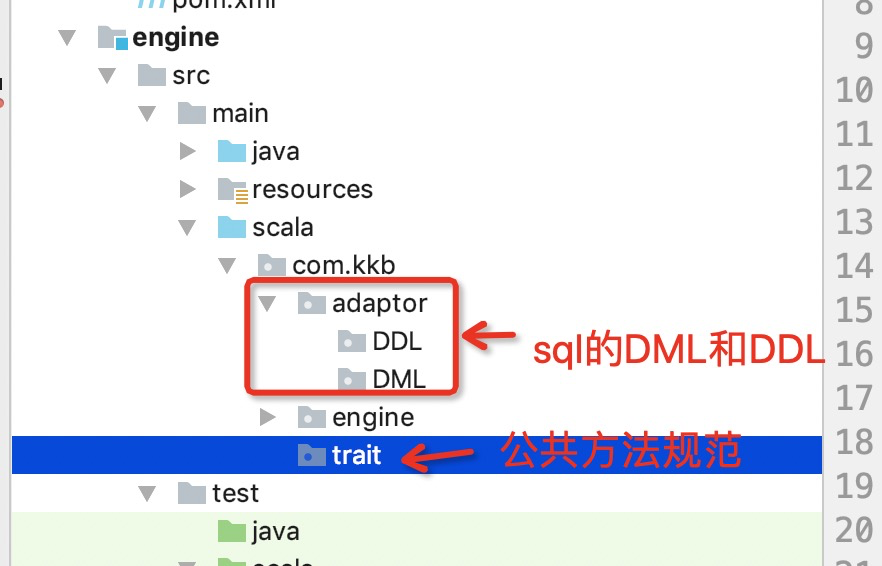 pom.xml
engine
src
main
java
resources
scala
com.kkb
adaptor
DDL
DML
sql的DML和DDL
engine
trait
公共方法规范
test
java
scala
8
9
10
11
12
13
14
15
16
17
18
19
20
21